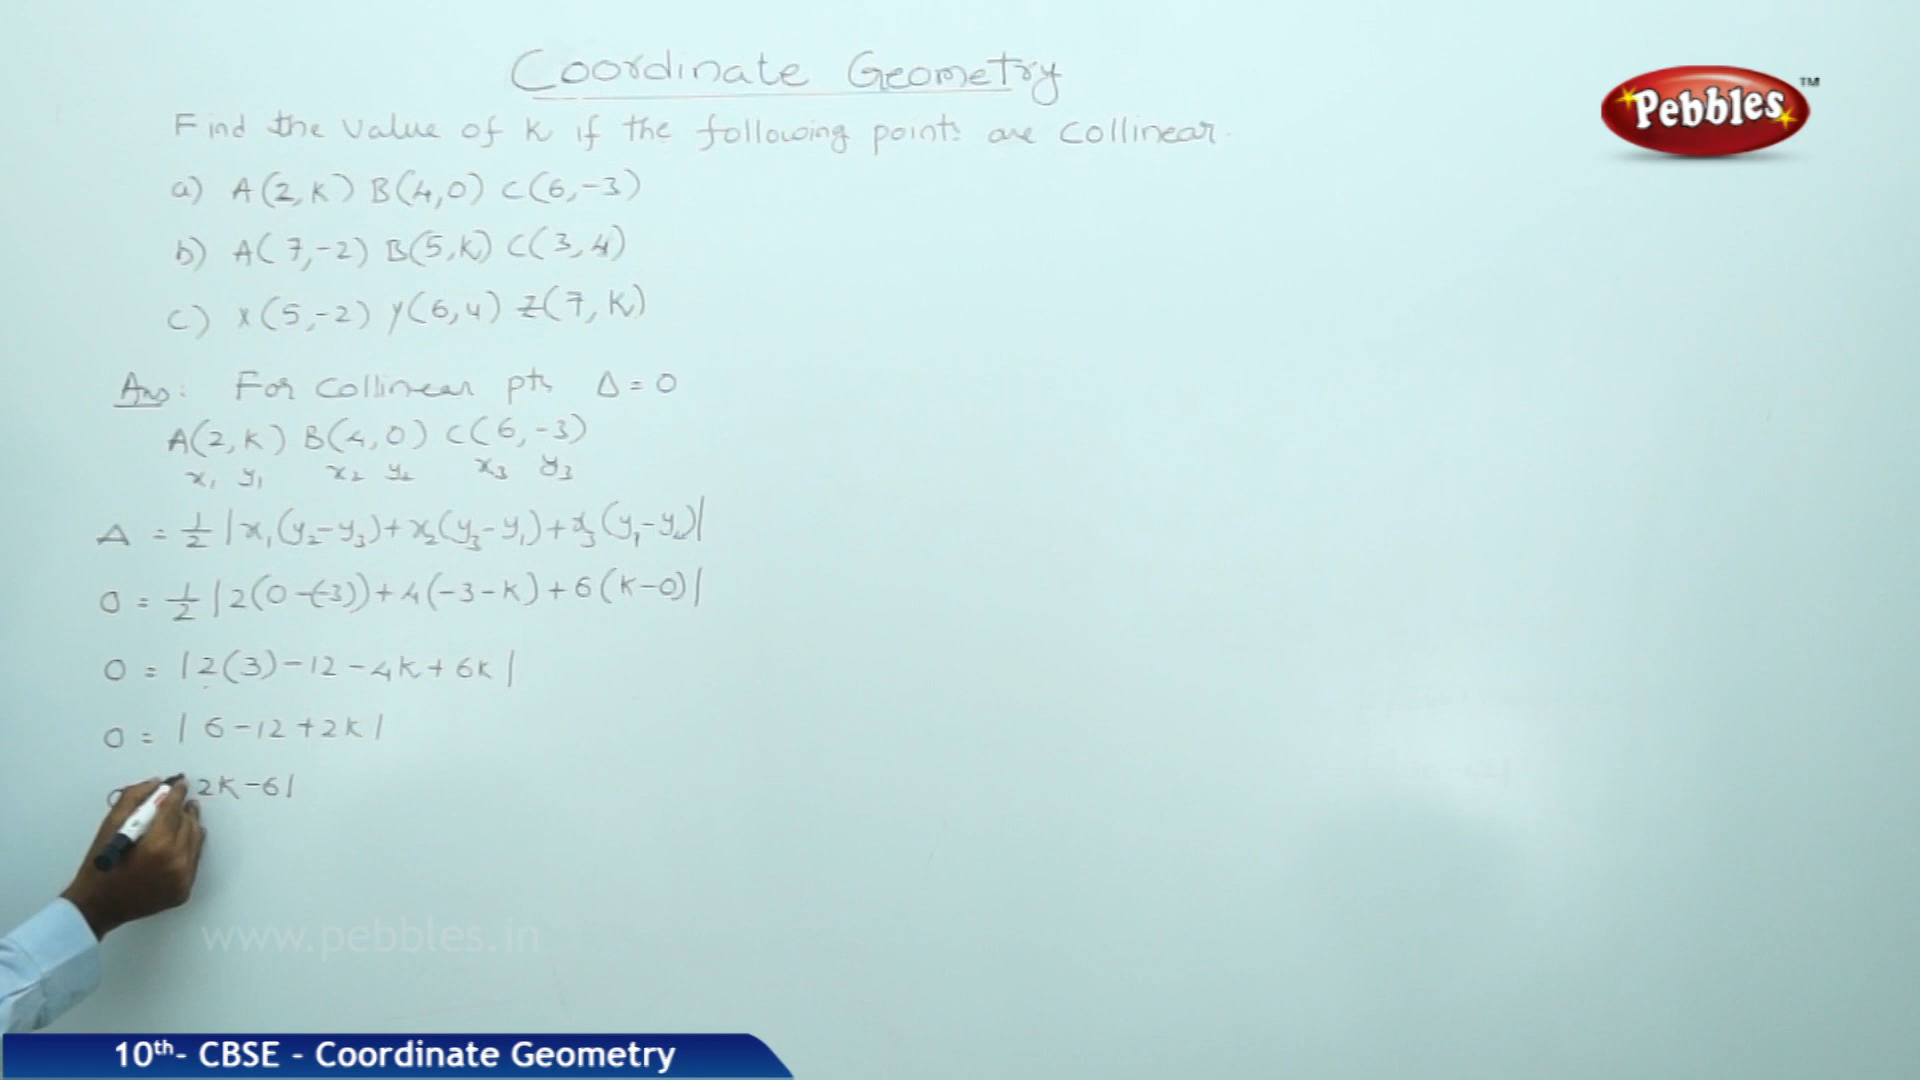 Coordinate Geometry
Pebbles™
Find the value of K if the following points are collinear.
a) A(2,K) B(4,0) C(6,-3)
b) A(7,-2) B(5,K) C(3,4)
c) X(5,-2) Y(6,4) Z(7,K)
Ans: For collinear pts Δ = 0
A(2,K) B(4,0) C(6,-3)
x₁ y₁ x₂ y₂ x₃ y₃
Δ = 1/2 |x₁(y₂-y₃)+x₂(y₃-y₁)+x₃(y₁-y₂)|
0 = 1/2 |2(0-(-3))+4(-3-K)+6(K-0)|
0 = |2(3)-12-4K+6K|
0 = |6-12+2K|
2K-6|
www.pebbles.in
10th- CBSE - Coordinate Geometry